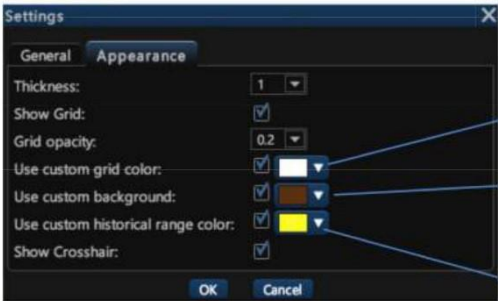 Settings
General Appearance
Thickness: 1
Show Grid:
Grid opacity: 0.2
Use custom grid color:
Use custom background:
Use custom historical range color:
Show Crosshair:
OK Cancel